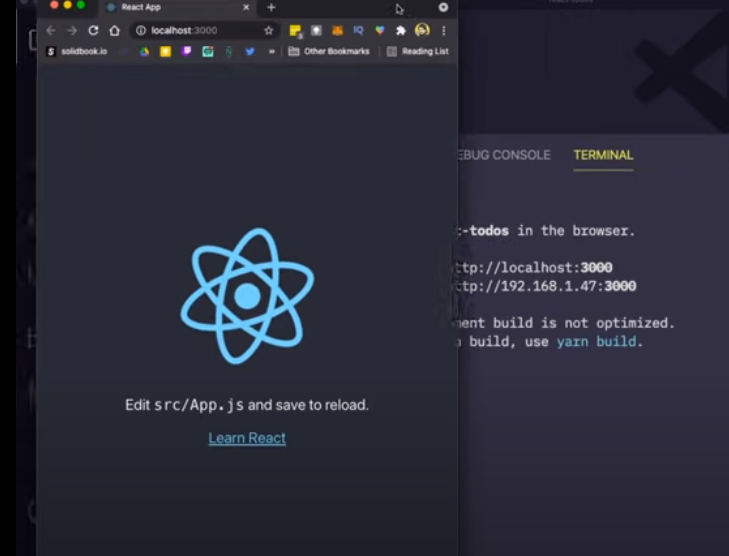 React App
localhost:3000
solidbook.io
IQ
Other Bookmarks
Reading List
Edit src/App.js and save to reload.
Learn React
EBUG CONSOLE TERMINAL
-todos in the browser.
ttp://localhost:3000
ttp://192.168.1.47:3000
ment build is not optimized.
build, use yarn build.